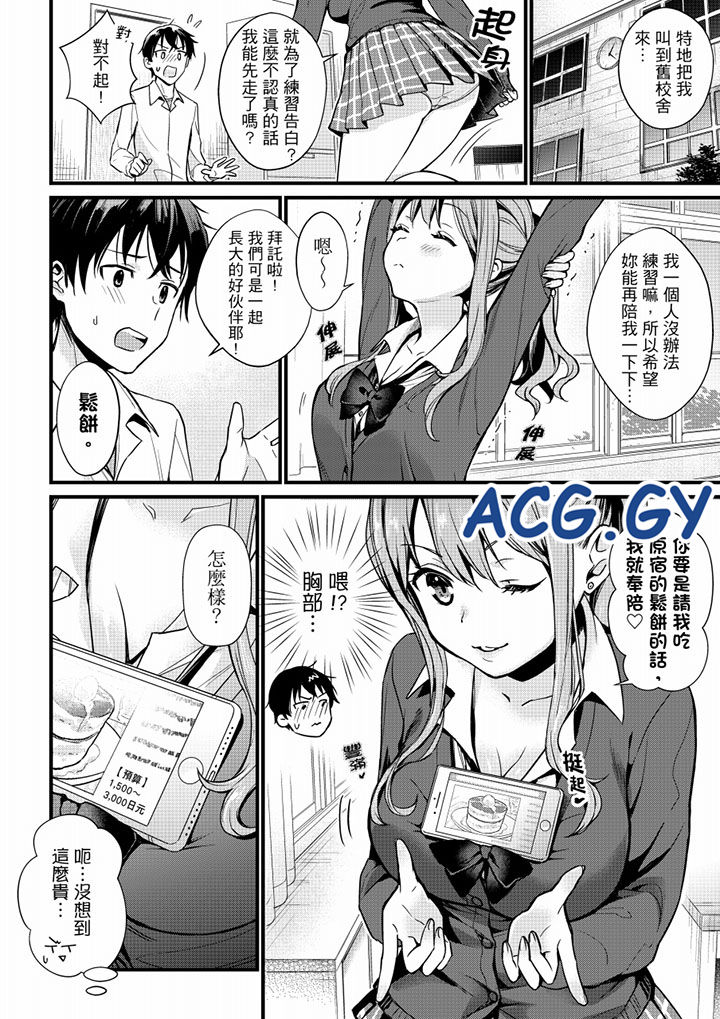 特地把我
叫到舊校舍
來…
起身
就為了練習告白？
這麼不認真的話
我能先走了嗎？
對
對不起！
我一個人沒辦法
練習嘛，所以希望
妳能再陪我一下下…
伸展
伸展
嗯～
拜託啦！
我們可是一起
長大的好伙伴耶！
鬆餅。
ACG.GY
你要是請我吃
原宿的鬆餅的話，
我就奉陪♡
挺起
喂!?
胸部…
豐滿
怎麼樣？
【預算】
1,500～
3,000日元
呃…沒想到
這麼貴…